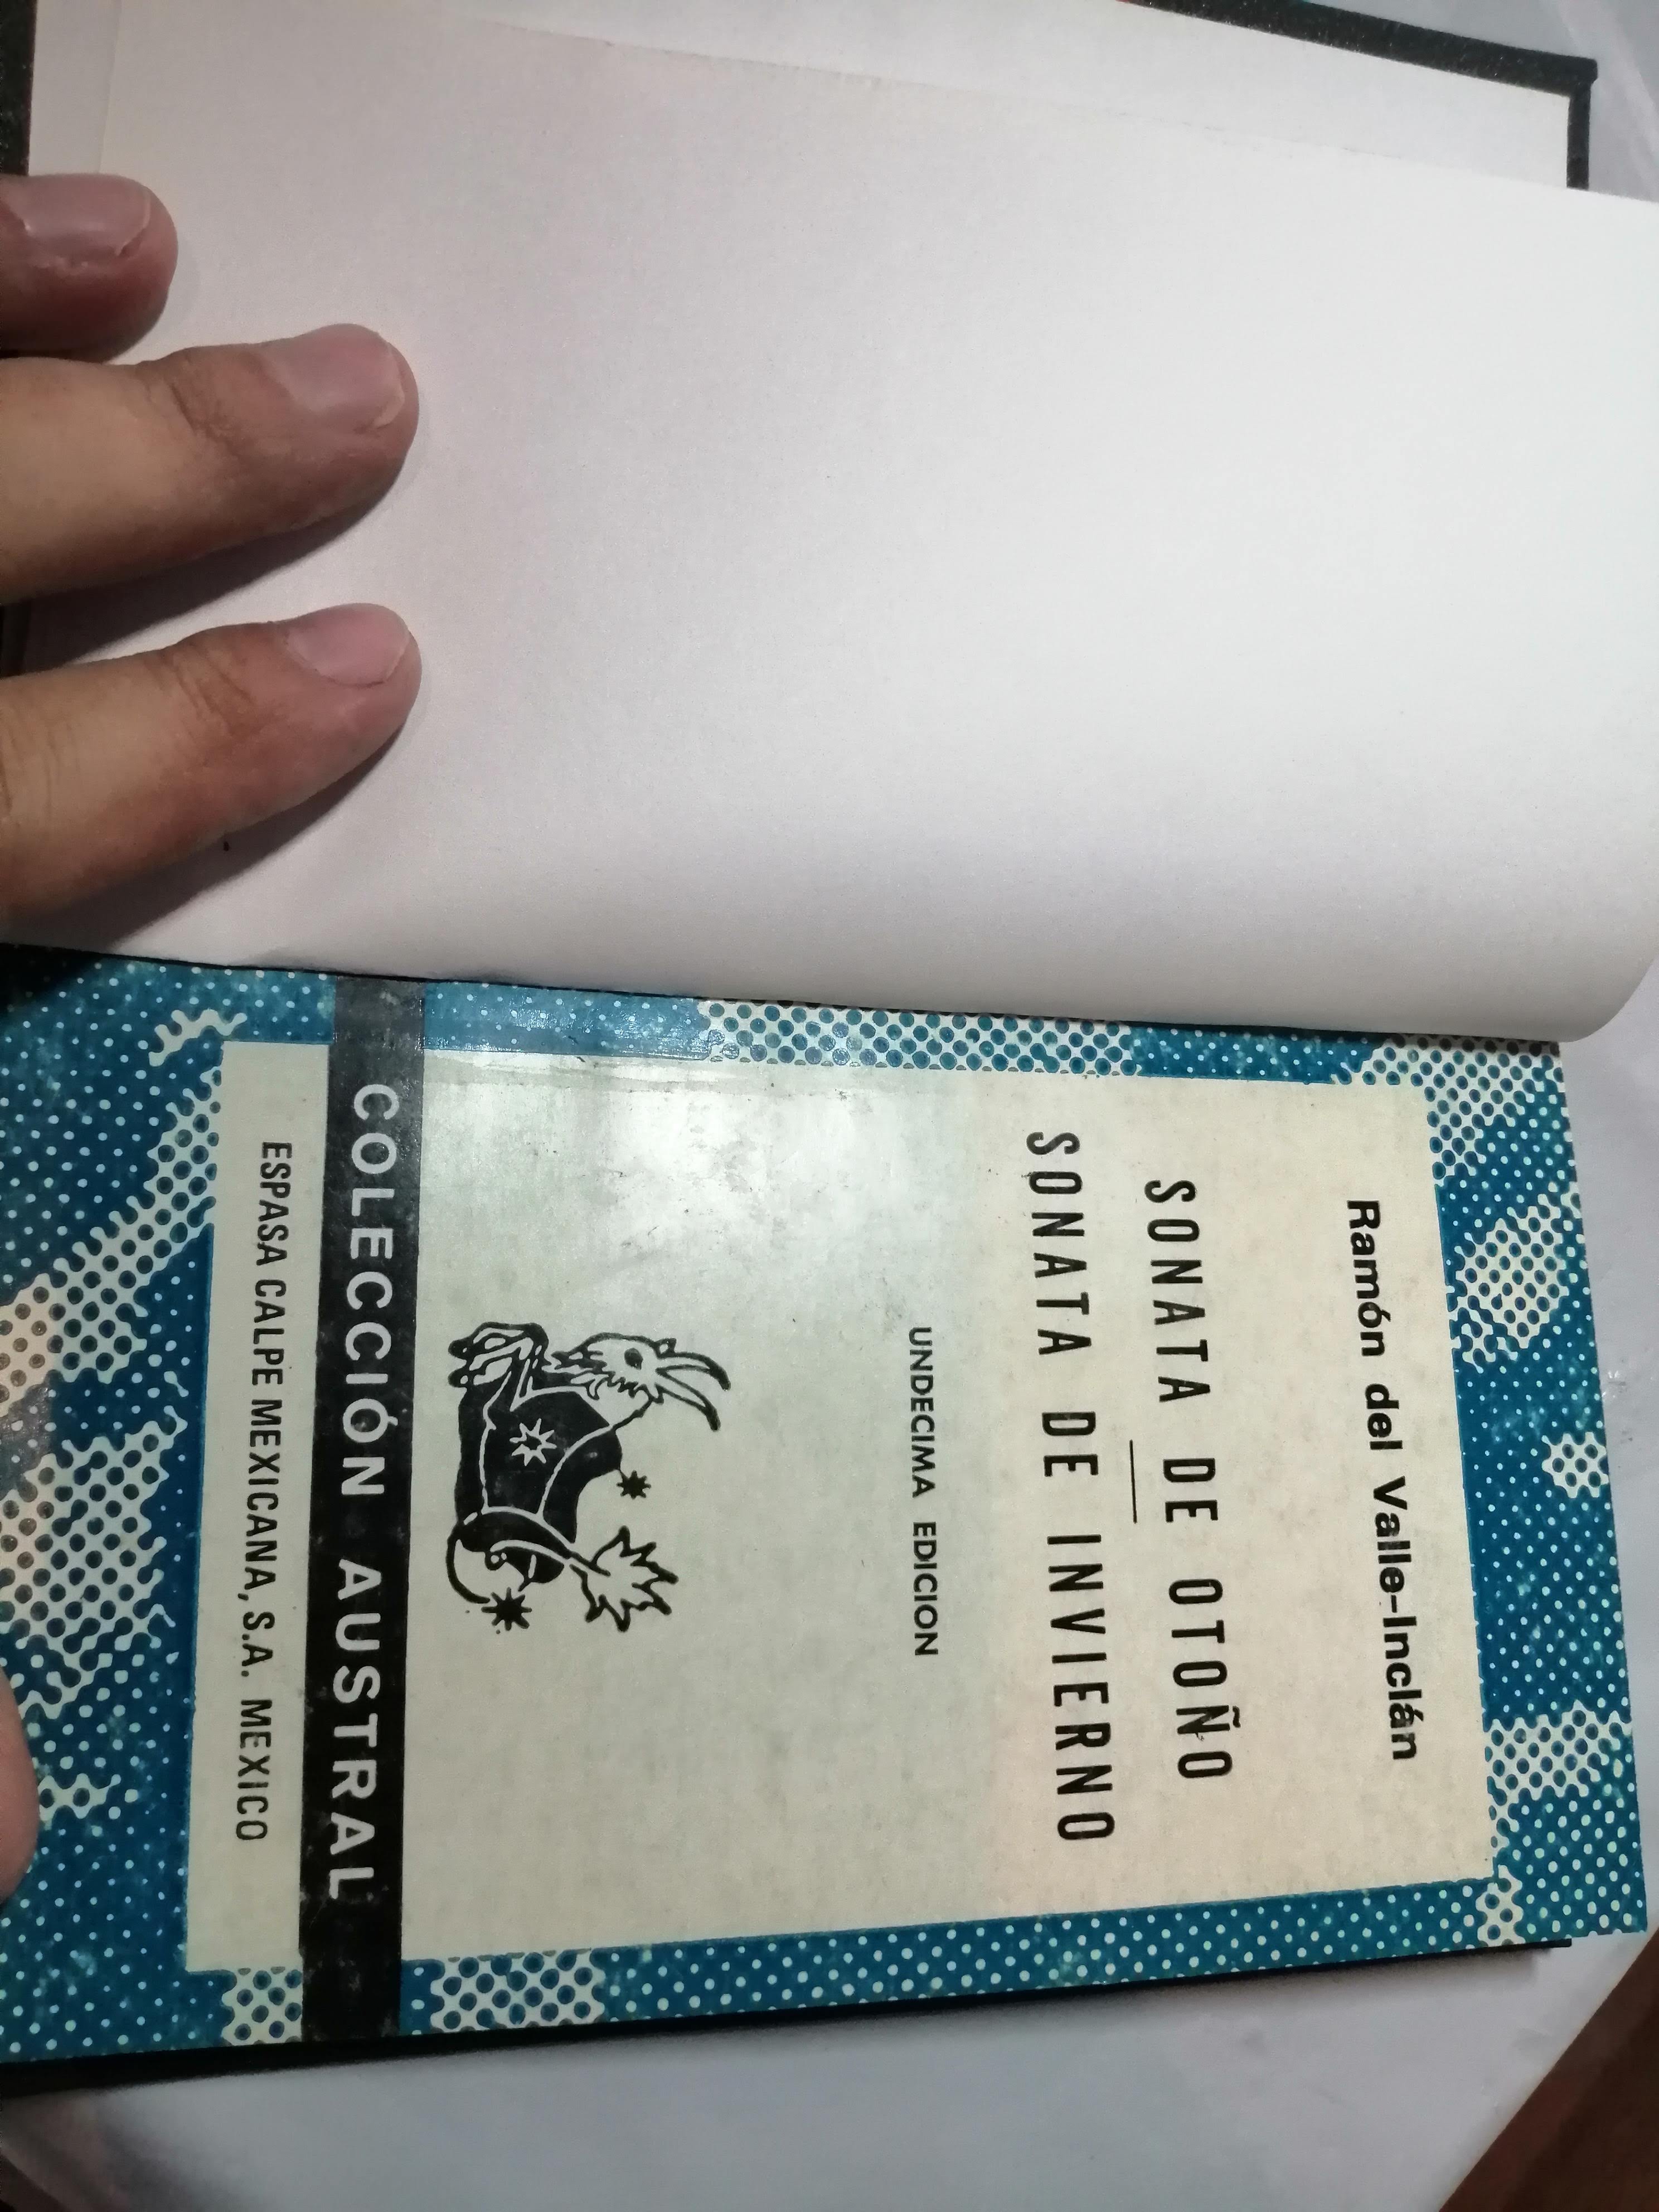 Ramón del Valle-Inclán
SONATA DE OTOÑO
SONATA DE INVIERNO
UNDECIMA EDICION
COLECCIÓN AUSTRAL
ESPASA CALPE MEXICANA, S.A. MEXICO